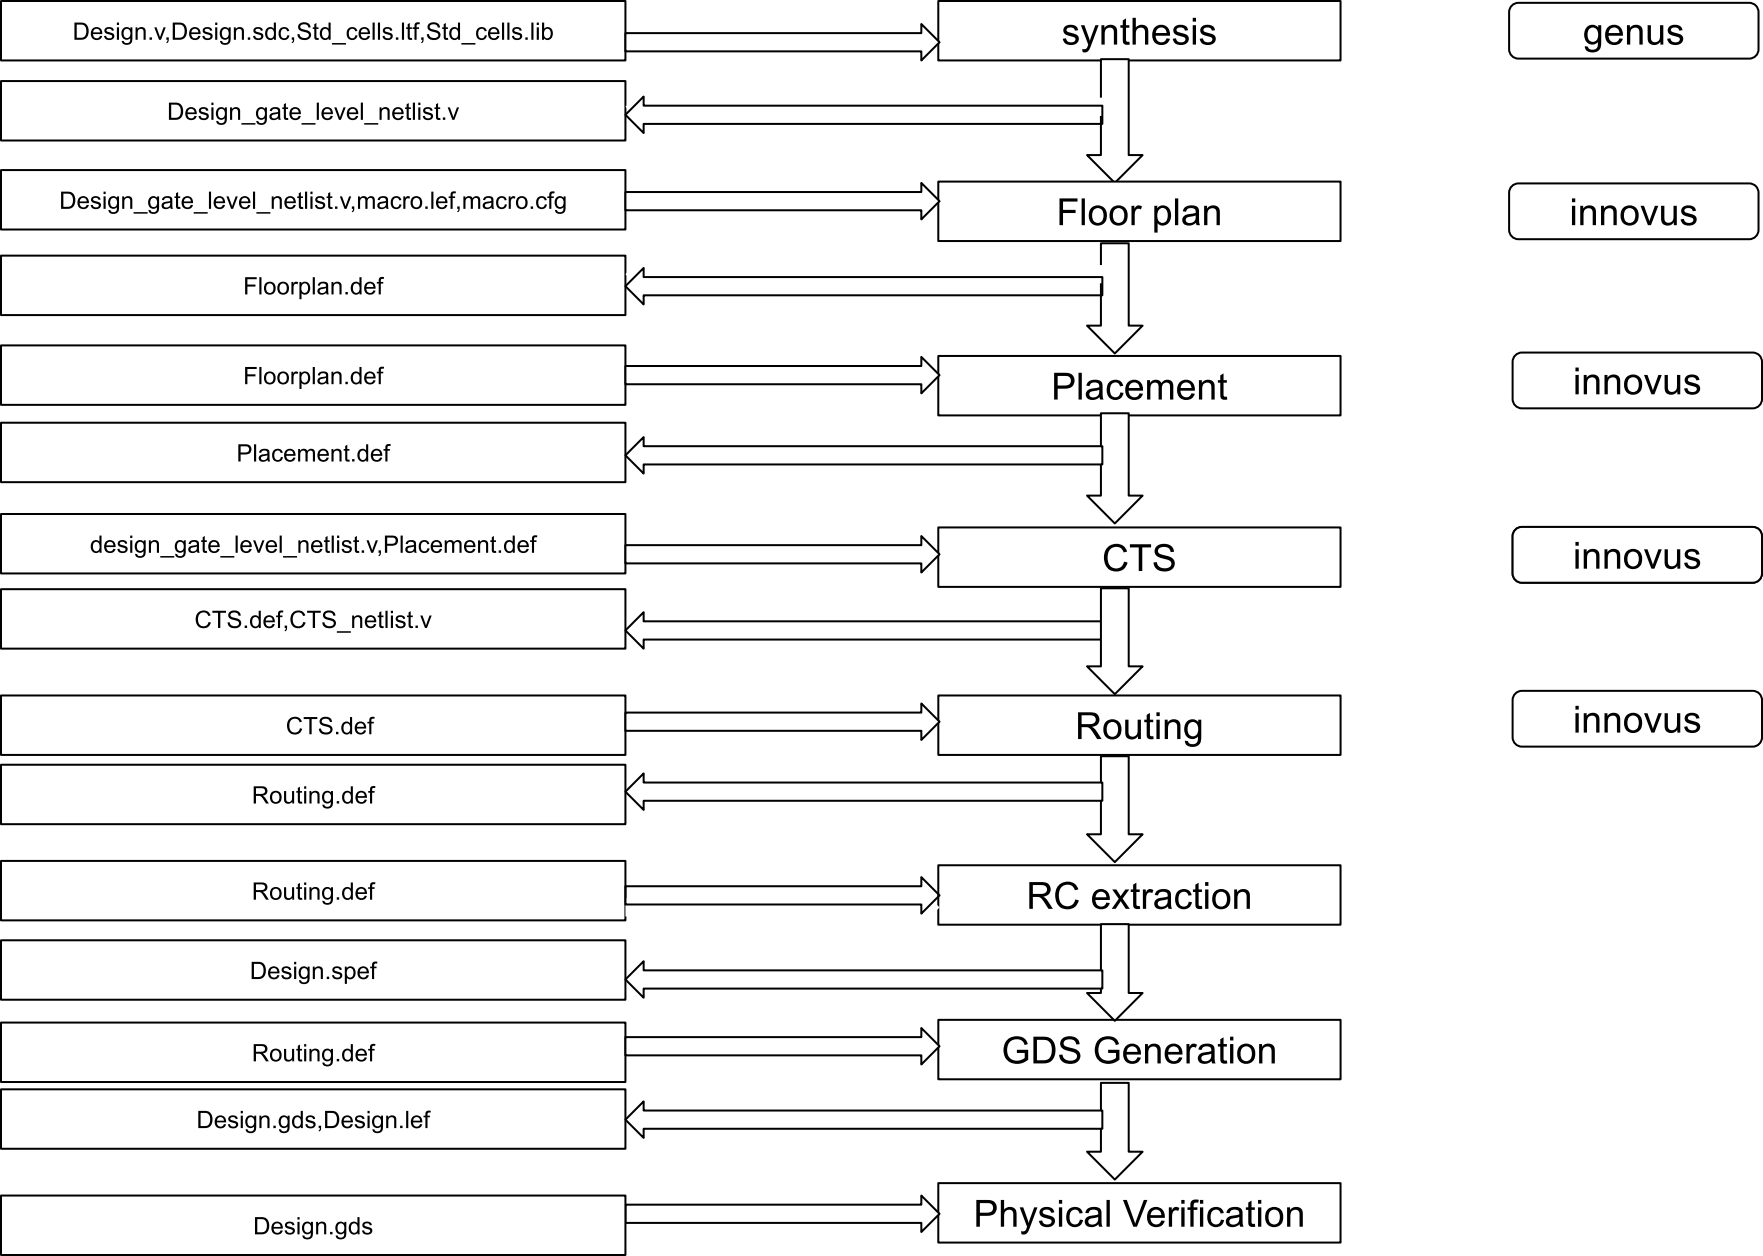 Design.v,Design.sdc,Std_cells.ltf,Std_cells.lib
synthesis
genus
Design_gate_level_netlist.v
Design_gate_level_netlist.v,macro.lef,macro.cfg
Floor plan
innovus
Floorplan.def
Floorplan.def
Placement
innovus
Placement.def
design_gate_level_netlist.v,Placement.def
CTS
innovus
CTS.def,CTS_netlist.v
CTS.def
Routing
innovus
Routing.def
Routing.def
RC extraction
Design.spef
Routing.def
GDS Generation
Design.gds,Design.lef
Design.gds
Physical Verification